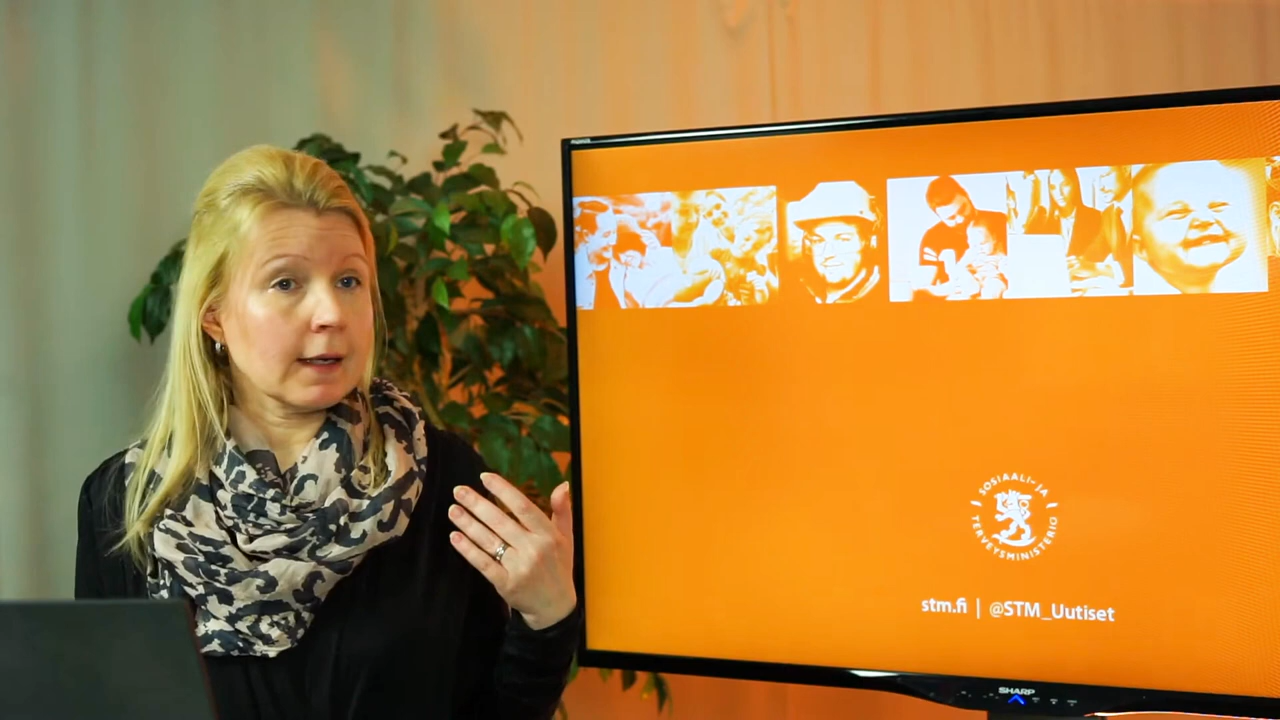 SOSIAALI- JA
TERVEYSMINISTERIÖ
stm.fi | @STM_Uutiset
SHARP